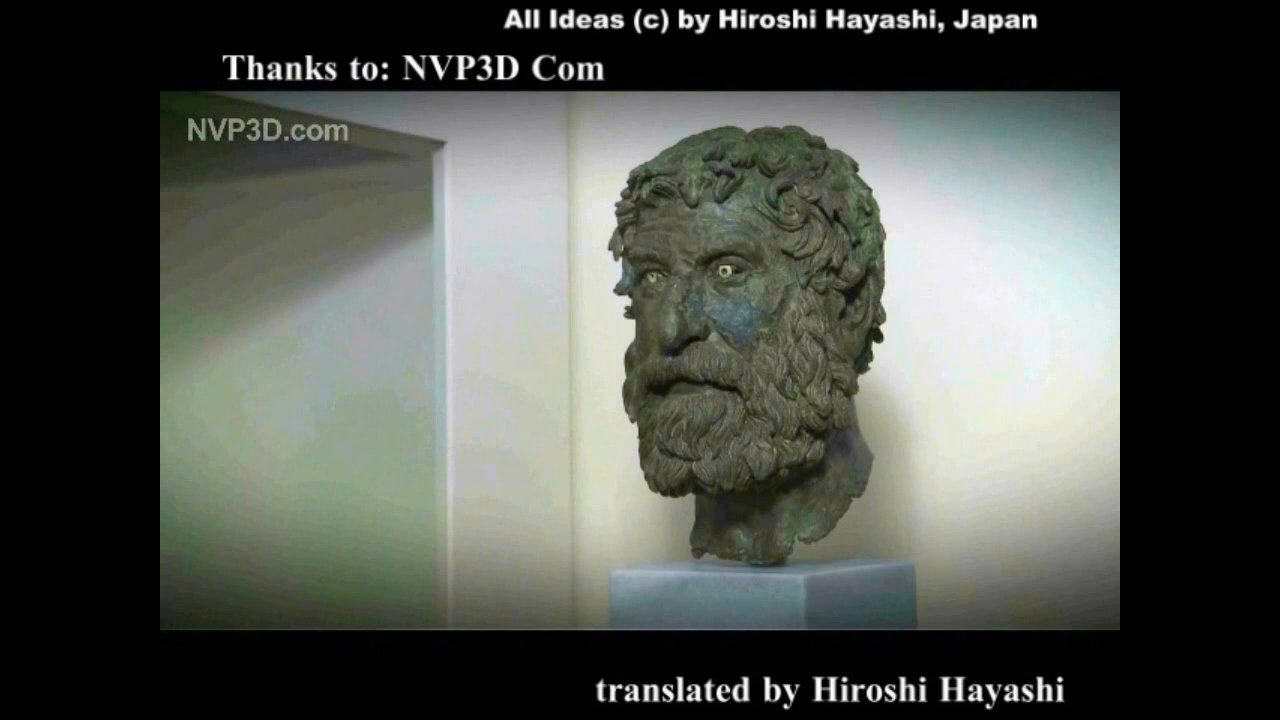 All Ideas (c) by Hiroshi Hayashi, Japan
Thanks to: NVP3D Com
NVP3D.com
translated by Hiroshi Hayashi